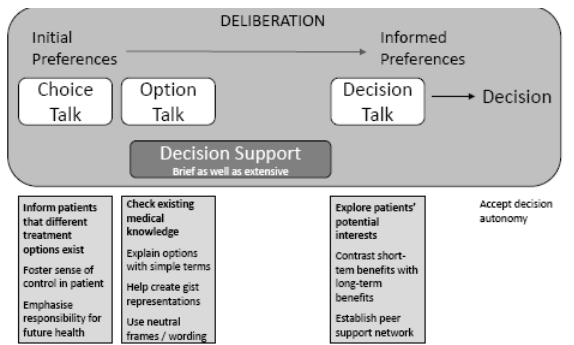 DELIBERATION
Initial
Preferences
Informed
Preferences
Choice
Talk
Option
Talk
Decision
Talk
Decision
Decision Support
Brief as well as extensive
Inform patients
that different
treatment
options exist
Foster sense of
control in patient
Emphasise
responsibility for
future health
Check existing
medical
knowledge
Explain options
with simple terms
Help create gist
representations
Use neutral
frames / wording
Explore patients’
potential
interests
Contrast short-
tem benefits with
long-term
benefits
Establish peer
support network
Accept decision
autonomy